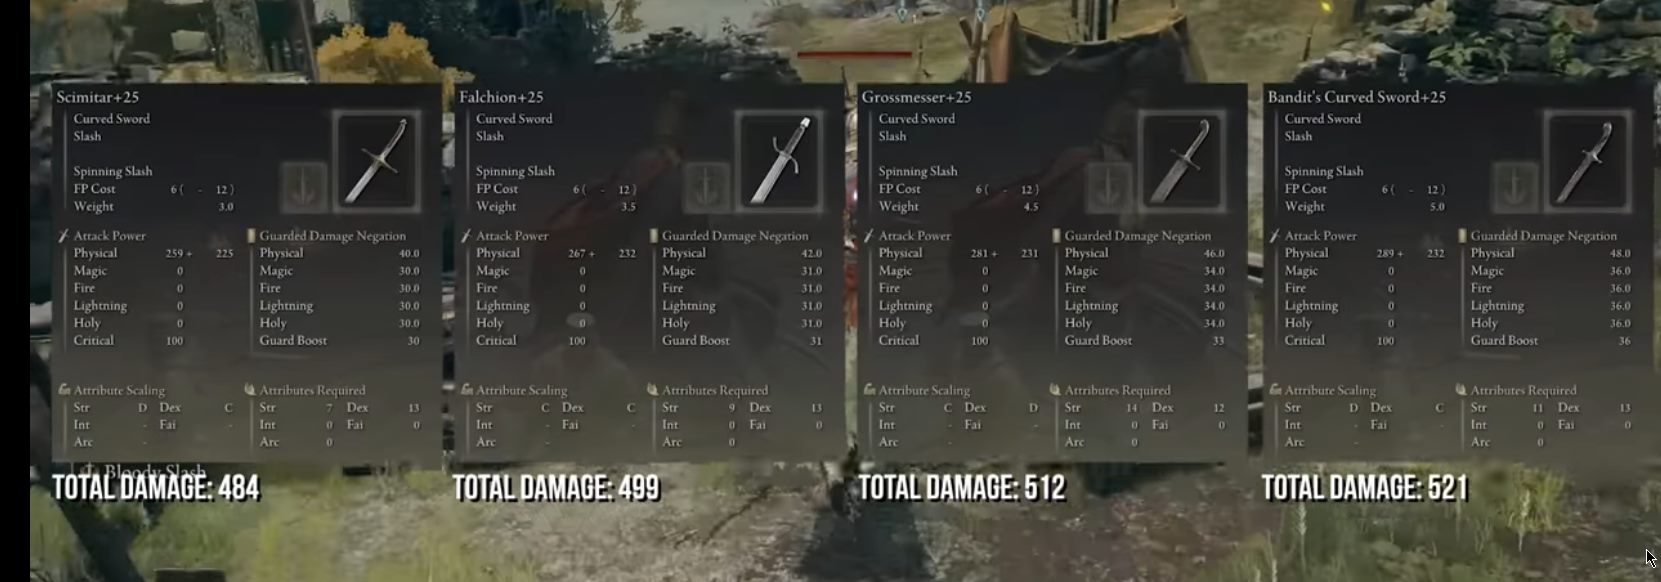 Scimitar+25
Curved Sword
Slash
Spinning Slash
FP Cost 6 ( - 12 )
Weight 3.0
Attack Power
Physical 259 + 225
Magic 0
Fire 0
Lightning 0
Holy 0
Critical 100
Guarded Damage Negation
Physical 40.0
Magic 30.0
Fire 30.0
Lightning 30.0
Holy 30.0
Guard Boost 30
Attribute Scaling
Str D Dex C
Int - Fai -
Arc -
Attributes Required
Str 7 Dex 13
Int 0 Fai 0
Arc 0
Bloody Slash
TOTAL DAMAGE: 484
Falchion+25
Curved Sword
Slash
Spinning Slash
FP Cost 6 ( - 12 )
Weight 3.5
Attack Power
Physical 267 + 232
Magic 0
Fire 0
Lightning 0
Holy 0
Critical 100
Guarded Damage Negation
Physical 42.0
Magic 31.0
Fire 31.0
Lightning 31.0
Holy 31.0
Guard Boost 31
Attribute Scaling
Str C Dex C
Int - Fai -
Arc -
Attributes Required
Str 9 Dex 13
Int 0 Fai 0
Arc 0
TOTAL DAMAGE: 499
Grossmesser+25
Curved Sword
Slash
Spinning Slash
FP Cost 6 ( - 12 )
Weight 4.5
Attack Power
Physical 281 + 231
Magic 0
Fire 0
Lightning 0
Holy 0
Critical 100
Guarded Damage Negation
Physical 46.0
Magic 34.0
Fire 34.0
Lightning 34.0
Holy 34.0
Guard Boost 33
Attribute Scaling
Str C Dex D
Int - Fai -
Arc -
Attributes Required
Str 14 Dex 12
Int 0 Fai 0
Arc 0
TOTAL DAMAGE: 512
Bandit's Curved Sword+25
Curved Sword
Slash
Spinning Slash
FP Cost 6 ( - 12 )
Weight 5.0
Attack Power
Physical 289 + 232
Magic 0
Fire 0
Lightning 0
Holy 0
Critical 100
Guarded Damage Negation
Physical 48.0
Magic 36.0
Fire 36.0
Lightning 36.0
Holy 36.0
Guard Boost 36
Attribute Scaling
Str D Dex C
Int - Fai -
Arc -
Attributes Required
Str 11 Dex 13
Int 0 Fai 0
Arc 0
TOTAL DAMAGE: 521